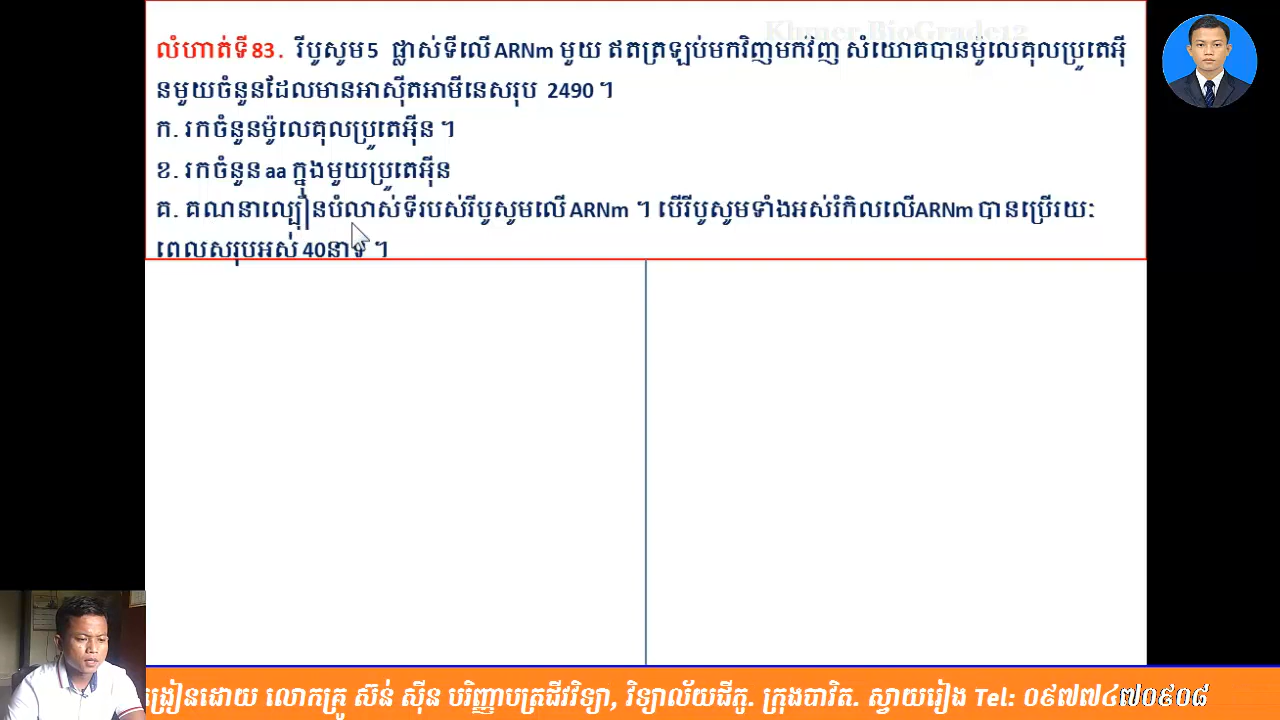 Khmer BioGrade12
លំហាត់ទី 83. រីបូសូម 5 ផ្លាស់ទីលើ ARNm មួយ ឥតត្រឡប់មកវិញមកវិញ សំយោគបានម៉ូលេគុលប្រូតេអ៊ី
នមួយចំនួនដែលមានអាស៊ីតអាមីនេសរុប 2490 ។
ក. រកចំនួនម៉ូលេគុលប្រូតេអ៊ីន ។
ខ. រកចំនួន aa ក្នុងមួយប្រូតេអ៊ីន
គ. គណនាល្បឿនបំលាស់ទីរបស់រីបូសូមលើ ARNm ។ បើរីបូសូមទាំងអស់រំកិលលើARNm បានប្រើរយៈ
ពេលសរុបអស់ 40នាទី ។
ង្រៀនដោយ លោកគ្រូ ស៊ន់ ស៊ីន បរិញ្ញាបត្រជីវវិទ្យា, វិទ្យាល័យជីភូ. ក្រុងបាវិត. ស្វាយរៀង Tel: ០៩៧៧៤៧០៩០៨